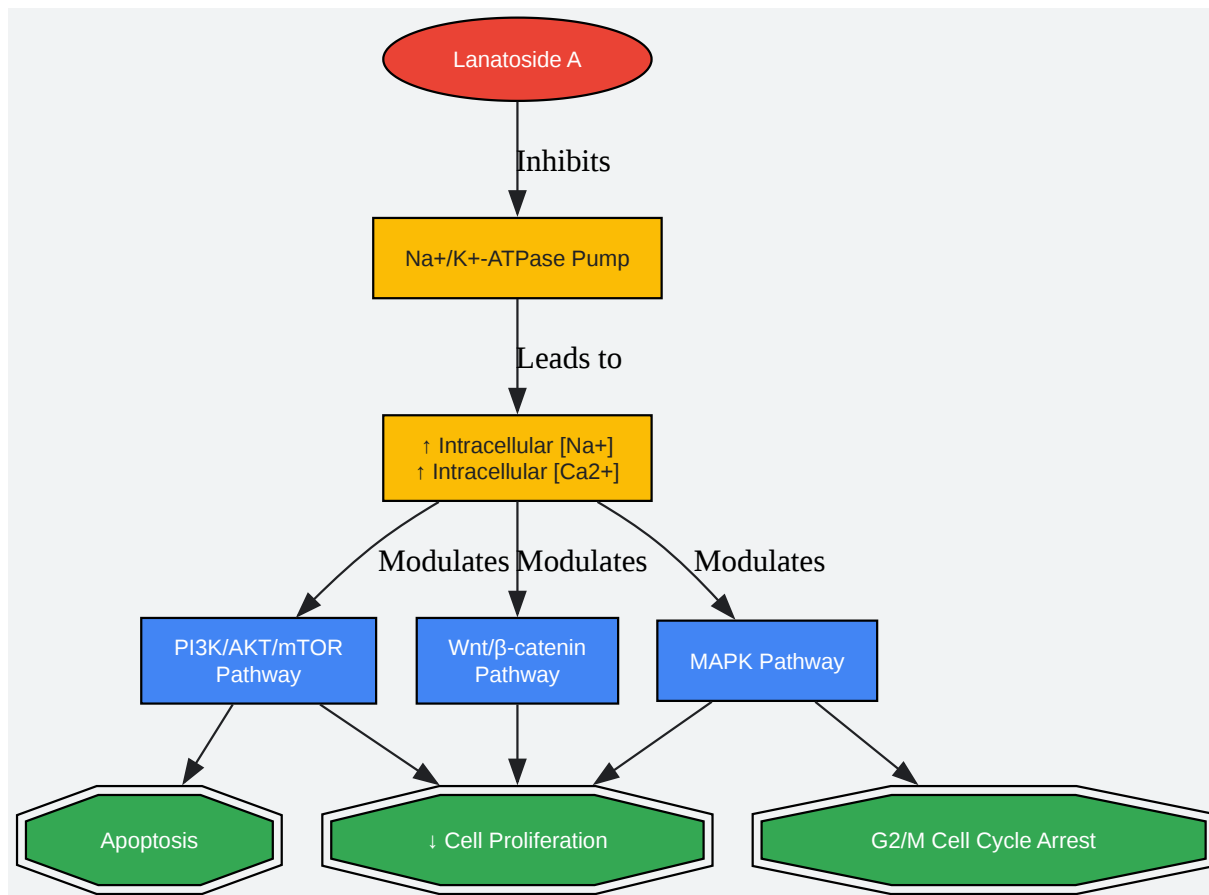 Lanatoside A
Inhibits
Na+/K+-ATPase Pump
Leads to
↑ Intracellular [Na+]
↑ Intracellular [Ca2+]
Modulates
Modulates
Modulates
PI3K/AKT/mTOR
Pathway
Wnt/β-catenin
Pathway
MAPK Pathway
Apoptosis
↓ Cell Proliferation
G2/M Cell Cycle Arrest